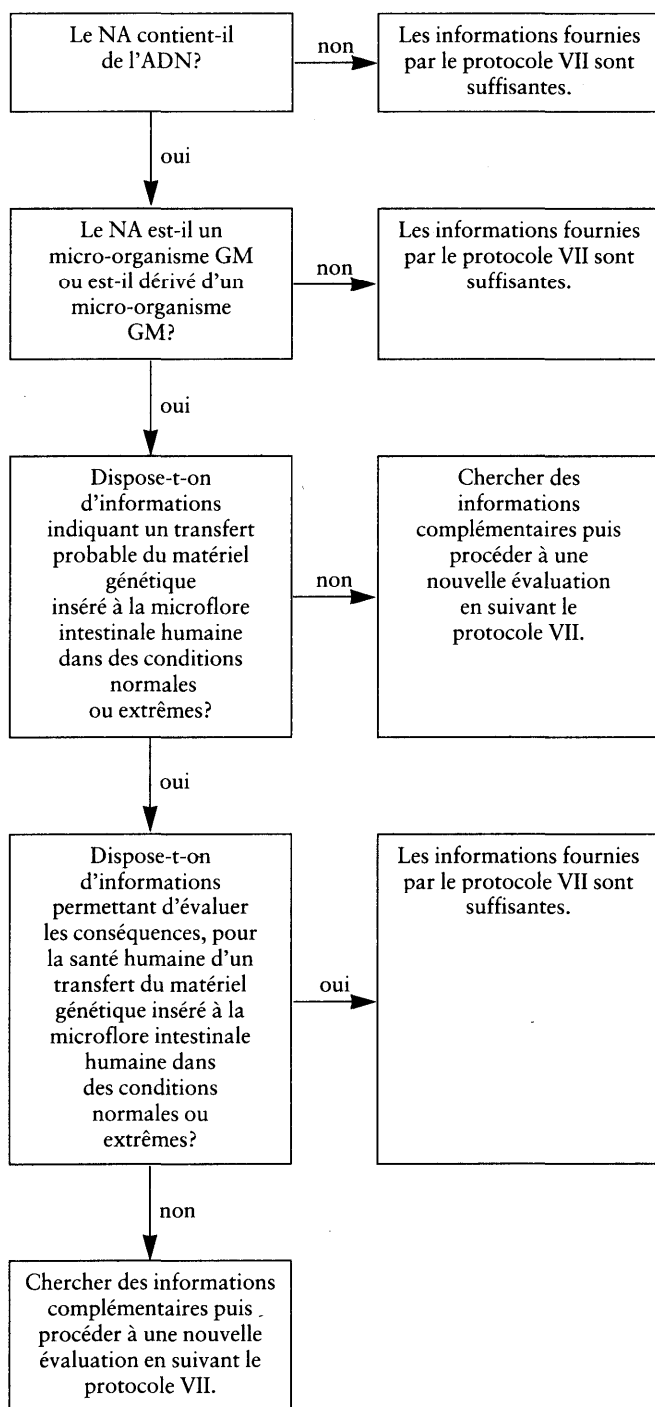 Le NA contient-il
de l'ADN?
non
Les informations fournies
par le protocole VII sont
suffisantes.
oui
Le NA est-il un
micro-organisme GM
ou est-il dérivé d'un
micro-organisme
GM?
non
Les informations fournies
par le protocole VII sont
suffisantes.
oui
Dispose-t-on
d'informations
indiquant un transfert
probable du matériel
génétique
inséré à la microflore
intestinale humaine
dans des conditions
normales
ou extrêmes?
non
Chercher des
informations
complémentaires puis
procéder à une
nouvelle évaluation
en suivant le
protocole VII.
oui
Dispose-t-on
d'informations
permettant d'évaluer
les conséquences, pour
la santé humaine d'un
transfert du matériel
génétique inséré à la
microflore intestinale
humaine dans
des conditions
normales ou
extrêmes?
oui
Les informations fournies
par le protocole VII sont
suffisantes.
non
Chercher des informations
complémentaires puis
procéder à une nouvelle
évaluation en suivant le
protocole VII.